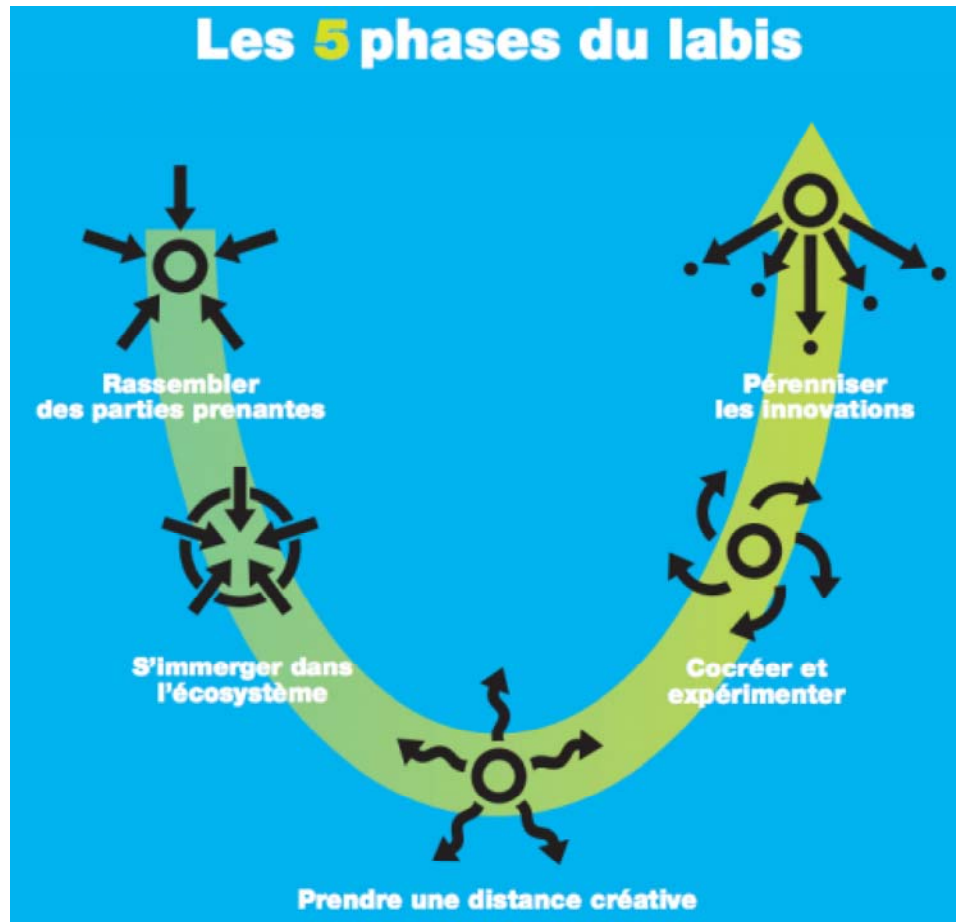 Les 5 phases du labis
Rassembler
des parties prenantes
S'immerger dans
l'écosystème
Prendre une distance créative
Cocréer et
expérimenter
Pérenniser
les innovations